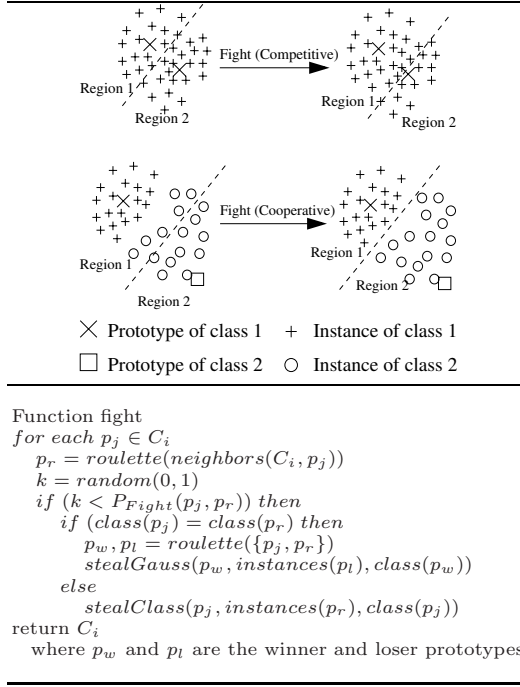 Fight (Competitive)
Region 1
Region 2
Region 1
Region 2
Fight (Cooperative)
Region 1
Region 2
Region 1
Region 2
Prototype of class 1
Instance of class 1
Prototype of class 2
Instance of class 2
Function fight
for each p_j ∈ C_i
p_r = roulette(neighbors(C_i, p_j))
k = random(0, 1)
if (k < P_Fight(p_j, p_r)) then
if (class(p_j) = class(p_r) then
p_w, p_l = roulette({p_j, p_r})
stealGauss(p_w, instances(p_l), class(p_w))
else
stealClass(p_j, instances(p_r), class(p_j))
return C_i
where p_w and p_l are the winner and loser prototypes